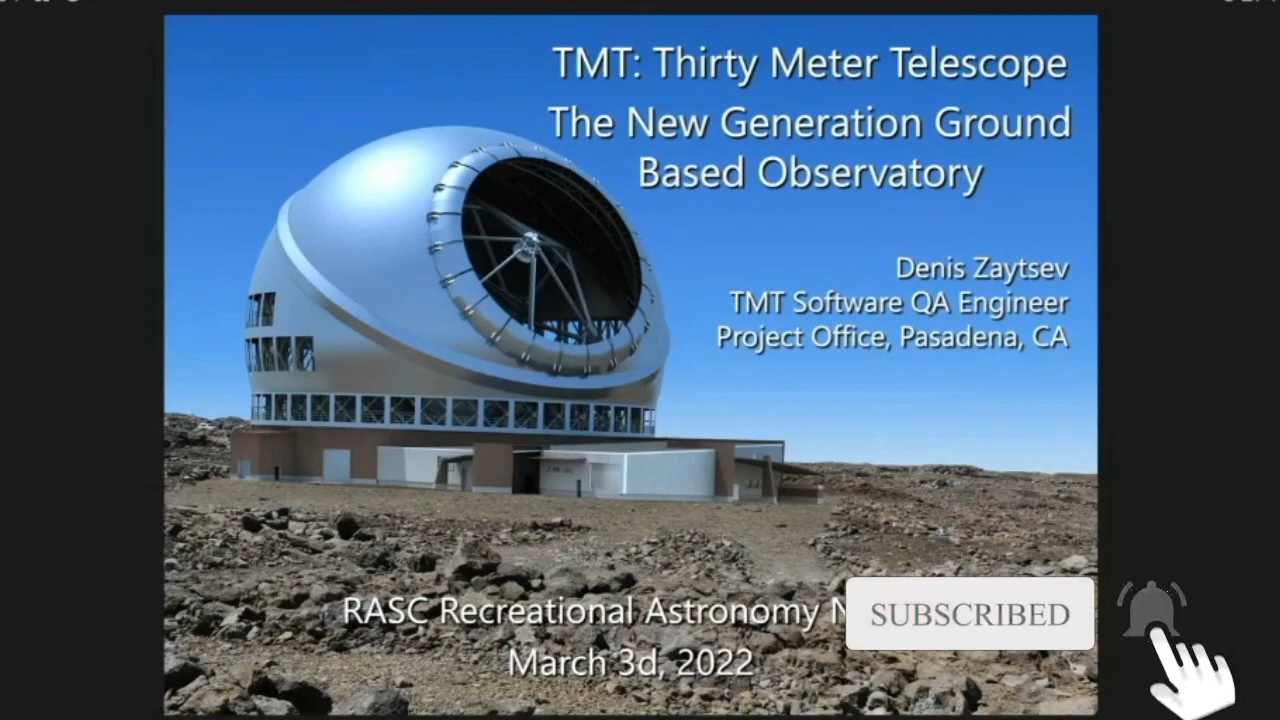 TMT: Thirty Meter Telescope
The New Generation Ground
Based Observatory
Denis Zaytsev
TMT Software QA Engineer
Project Office, Pasadena, CA
RASC Recreational Astronomy
SUBSCRIBED
March 3d, 2022